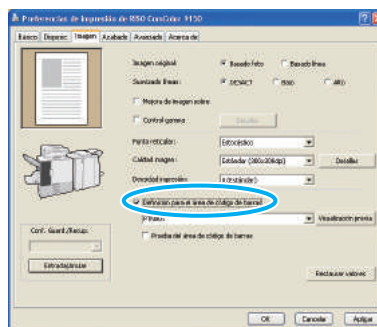 Preferencias de Impresión de RISO ComColor 9150
Básico Disposic. Imagen Acabado Avanzado Acerca de
Imagen original: Basado foto Basado línea
Suavizado líneas: DESACT BAJO ALTO
Mejora de imagen sobre
Control gamma Detalles
Punto reticular: Estocástico
Calidad imagen: Estándar (300x300dpi) Detalles
Densidad impresión: 3 (Estándar)
Definición para el área de código de barras
Visualización previa
Prueba del área de código de barras
Conf. Guard./Recup.
Entrada/anular
Restaurar valores
OK Cancelar Aplicar